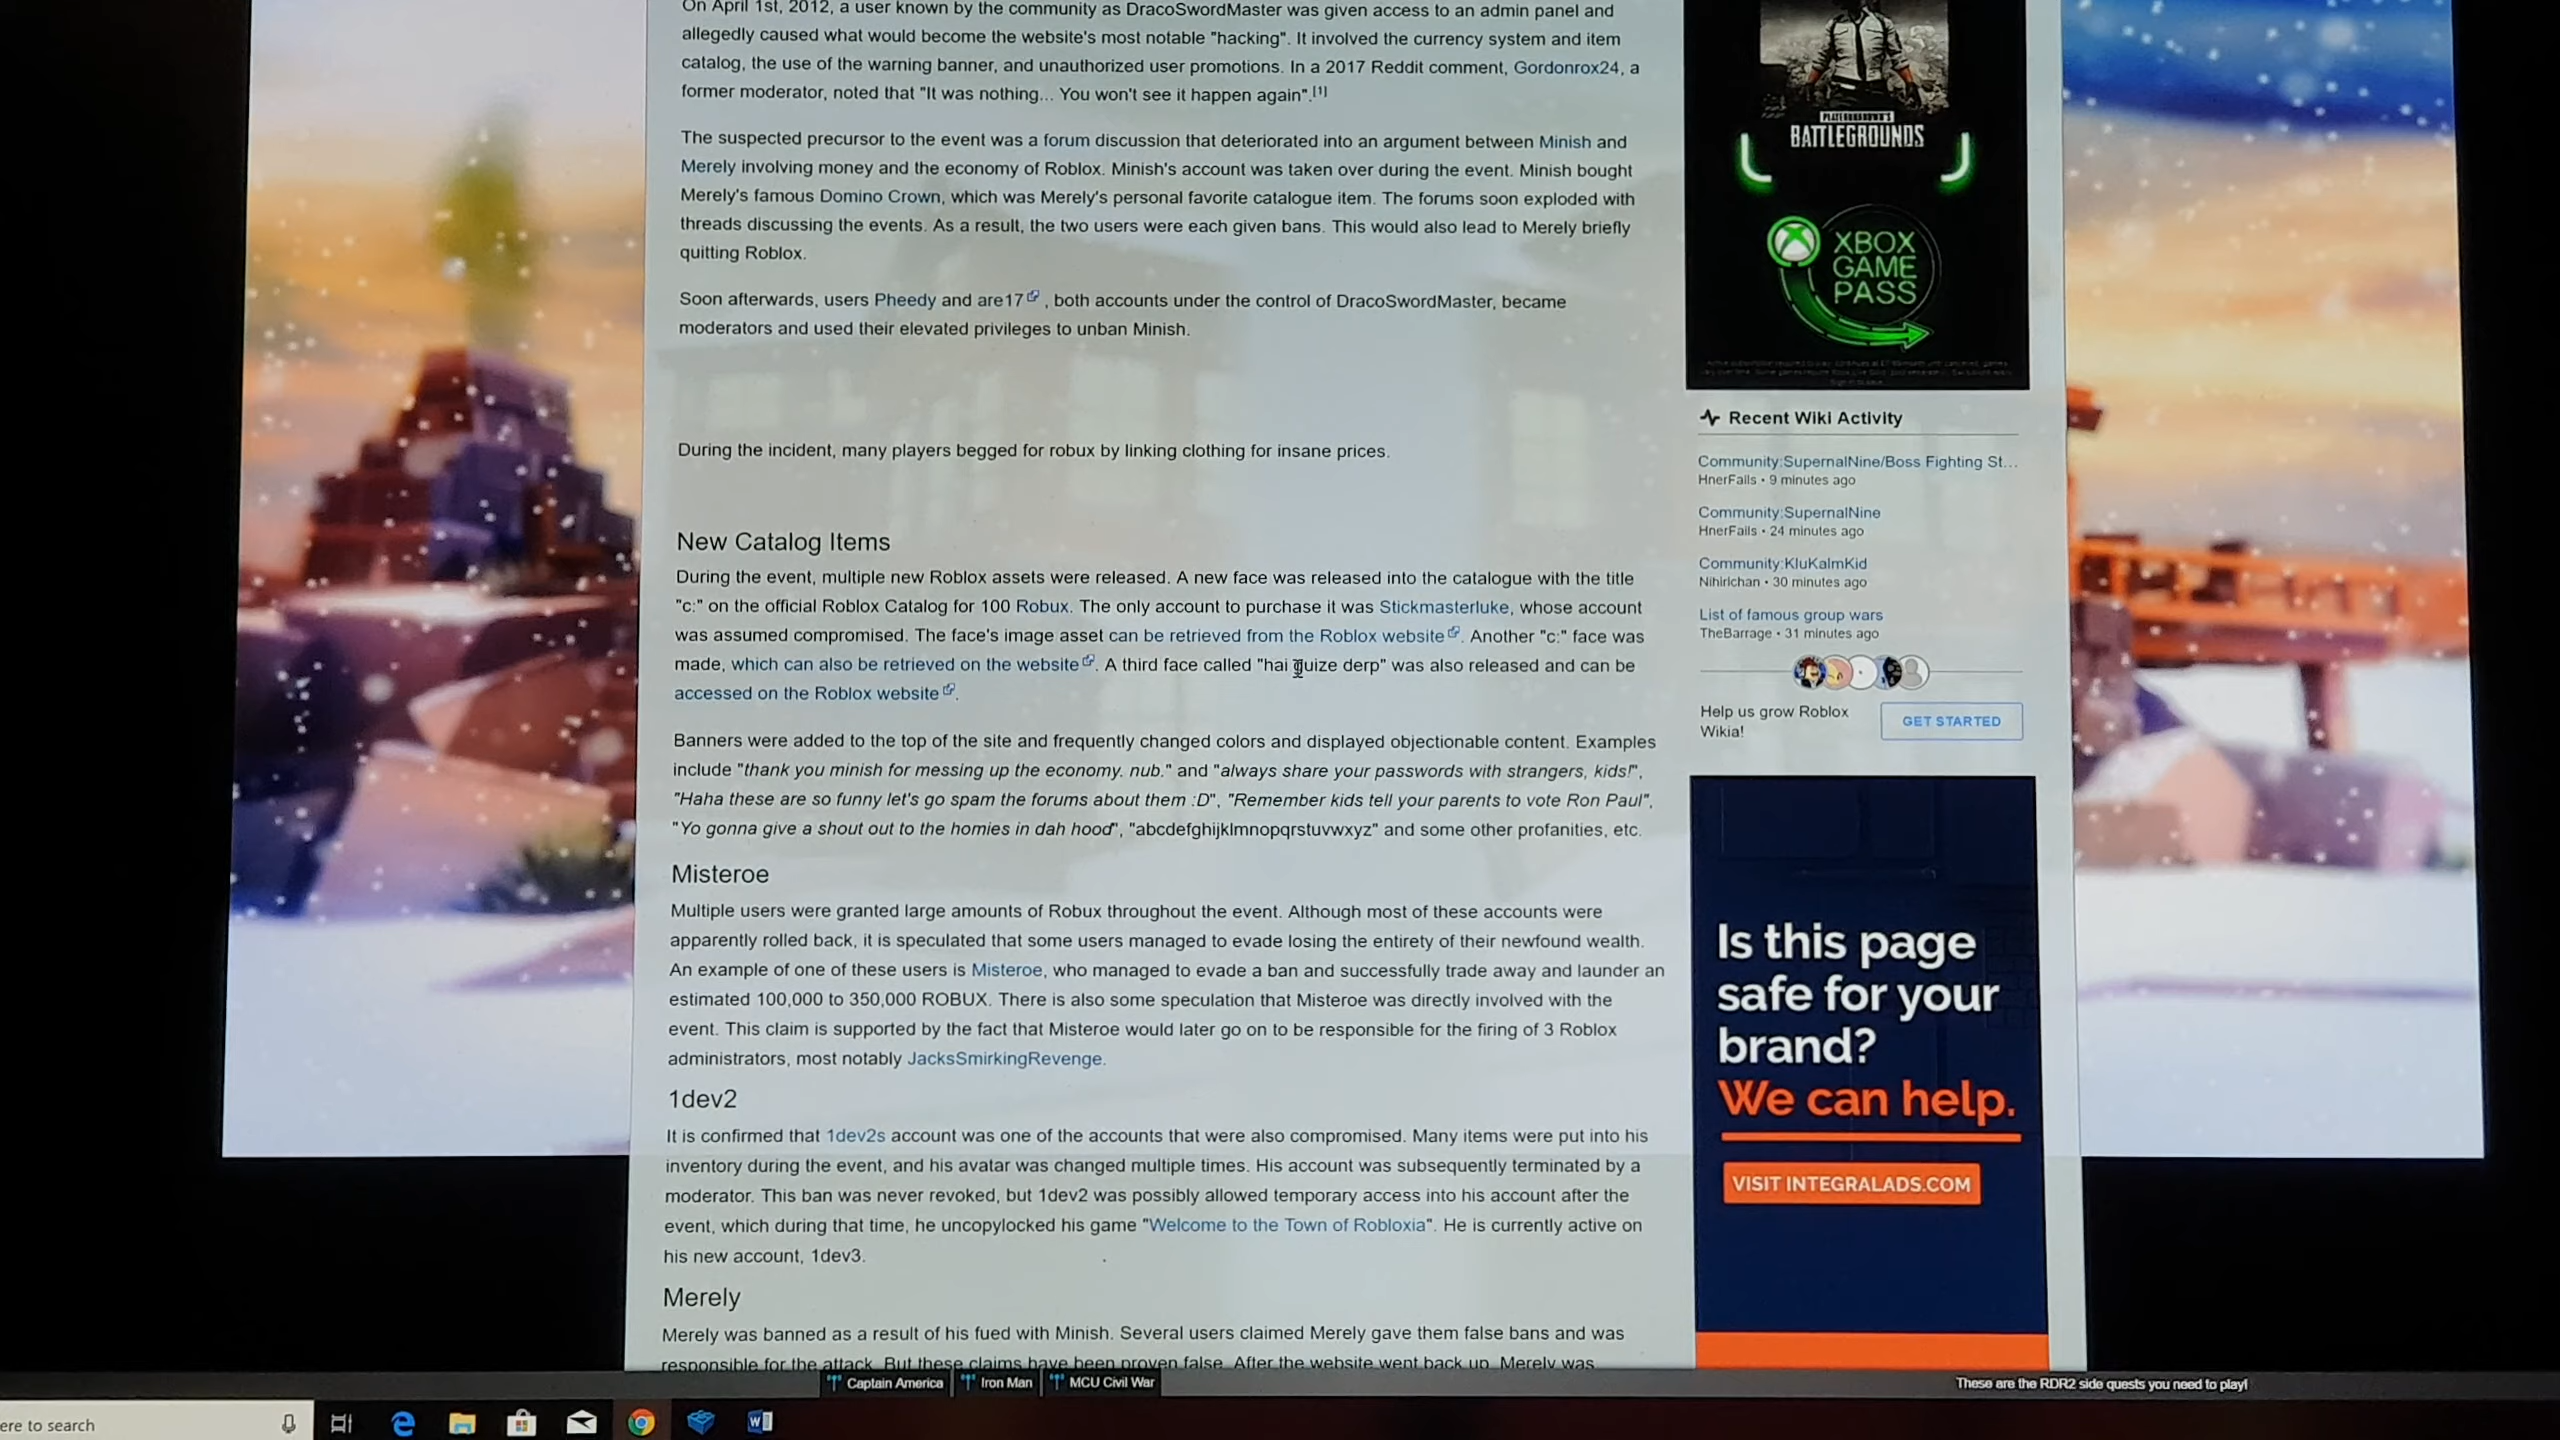 On April 1st, 2012, a user known by the community as DracoSwordMaster was given access to an admin panel and
allegedly caused what would become the website's most notable "hacking". It involved the currency system and item
catalog, the use of the warning banner, and unauthorized user promotions. In a 2017 Reddit comment, Gordonrox24, a
former moderator, noted that "It was nothing... You won't see it happen again".[1]
The suspected precursor to the event was a forum discussion that deteriorated into an argument between Minish and
Merely involving money and the economy of Roblox. Minish's account was taken over during the event. Minish bought
Merely's famous Domino Crown, which was Merely's personal favorite catalogue item. The forums soon exploded with
threads discussing the events. As a result, the two users were each given bans. This would also lead to Merely briefly
quitting Roblox.
Soon afterwards, users Pheedy and are17 , both accounts under the control of DracoSwordMaster, became
moderators and used their elevated privileges to unban Minish.
During the incident, many players begged for robux by linking clothing for insane prices.
New Catalog Items
During the event, multiple new Roblox assets were released. A new face was released into the catalogue with the title
"c:" on the official Roblox Catalog for 100 Robux. The only account to purchase it was Stickmasterluke, whose account
was assumed compromised. The face's image asset can be retrieved from the Roblox website . Another "c:" face was
made, which can also be retrieved on the website . A third face called "hai guize derp" was also released and can be
accessed on the Roblox website .
Banners were added to the top of the site and frequently changed colors and displayed objectionable content. Examples
include "thank you minish for messing up the economy. nub." and "always share your passwords with strangers, kids!",
"Haha these are so funny let's go spam the forums about them :D", "Remember kids tell your parents to vote Ron Paul",
"Yo gonna give a shout out to the homies in dah hood", "abcdefghijklmnopqrstuvwxyz" and some other profanities, etc.
Misteroe
Multiple users were granted large amounts of Robux throughout the event. Although most of these accounts were
apparently rolled back, it is speculated that some users managed to evade losing the entirety of their newfound wealth.
An example of one of these users is Misteroe, who managed to evade a ban and successfully trade away and launder an
estimated 100,000 to 350,000 ROBUX. There is also some speculation that Misteroe was directly involved with the
event. This claim is supported by the fact that Misteroe would later go on to be responsible for the firing of 3 Roblox
administrators, most notably JacksSmirkingRevenge.
1dev2
It is confirmed that 1dev2s account was one of the accounts that were also compromised. Many items were put into his
inventory during the event, and his avatar was changed multiple times. His account was subsequently terminated by a
moderator. This ban was never revoked, but 1dev2 was possibly allowed temporary access into his account after the
event, which during that time, he uncopylocked his game "Welcome to the Town of Robloxia". He is currently active on
his new account, 1dev3.
Merely
Merely was banned as a result of his fued with Minish. Several users claimed Merely gave them false bans and was
responsible for the attack. But these claims have been proven false. After the website went back up, Merely was
PLAYERUNKNOWN'S
BATTLEGROUNDS
XBOX
GAME
PASS
Recent Wiki Activity
Community:SupernalNine/Boss Fighting St...
HnerFalls • 9 minutes ago
Community:SupernalNine
HnerFalls • 24 minutes ago
Community:KluKalmKid
Nihirlchan • 30 minutes ago
List of famous group wars
TheBarrage • 31 minutes ago
Help us grow Roblox
Wikia!
GET STARTED
Is this page
safe for your
brand?
We can help.
VISIT INTEGRALADS.COM
Captain America
Iron Man
MCU Civil War
These are the RDR2 side quests you need to play!
ere to search